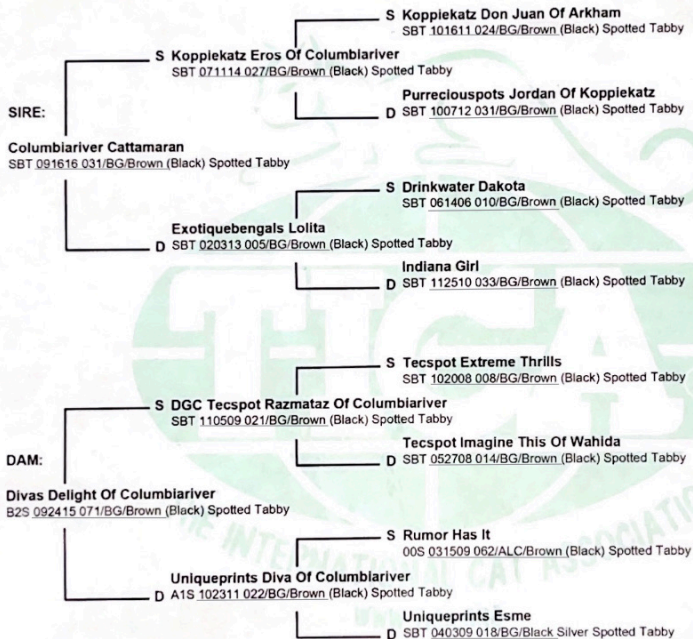 S Koppiekatz Don Juan Of Arkham
SBT 101611 024/BG/Brown (Black) Spotted Tabby
S Koppiekatz Eros Of Columbiariver
SBT 071114 027/BG/Brown (Black) Spotted Tabby
Purreciouspots Jordan Of Koppiekatz
D SBT 100712 031/BG/Brown (Black) Spotted Tabby
SIRE:
Columbiariver Cattamaran
SBT 091616 031/BG/Brown (Black) Spotted Tabby
S Drinkwater Dakota
SBT 061406 010/BG/Brown (Black) Spotted Tabby
Exotiquebengals Lolita
D SBT 020313 005/BG/Brown (Black) Spotted Tabby
Indiana Girl
D SBT 112510 033/BG/Brown (Black) Spotted Tabby
TICA
S Tecspot Extreme Thrills
SBT 102008 008/BG/Brown (Black) Spotted Tabby
S DGC Tecspot Razmataz Of Columbiariver
SBT 110509 021/BG/Brown (Black) Spotted Tabby
Tecspot Imagine This Of Wahida
D SBT 052708 014/BG/Brown (Black) Spotted Tabby
DAM:
Divas Delight Of Columbiariver
B2S 092415 071/BG/Brown (Black) Spotted Tabby
S Rumor Has It
00S 031509 062/ALC/Brown (Black) Spotted Tabby
THE INTERNATIONAL CAT ASSOCIATION
Uniqueprints Diva Of Columbiariver
D A1S 102311 022/BG/Brown (Black) Spotted Tabby
Uniqueprints Esme
D SBT 040309 018/BG/Black Silver Spotted Tabby